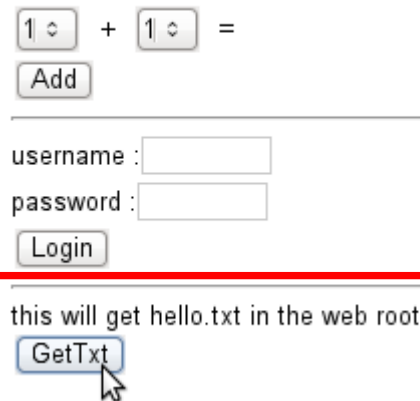 1 + 1 =
Add
username :
password :
Login
this will get hello.txt in the web root
GetTxt